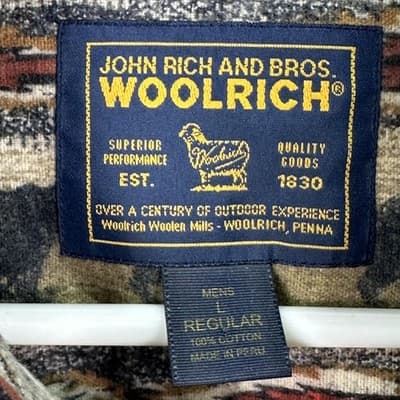 JOHN RICH AND BROS.
WOOLRICH®
SUPERIOR
PERFORMANCE
EST.
Woolrich
QUALITY
GOODS
1830
OVER A CENTURY OF OUTDOOR EXPERIENCE
Woolrich Woolen Mills - WOOLRICH, PENNA
MENS
L
REGULAR
100% COTTON
MADE IN PERU